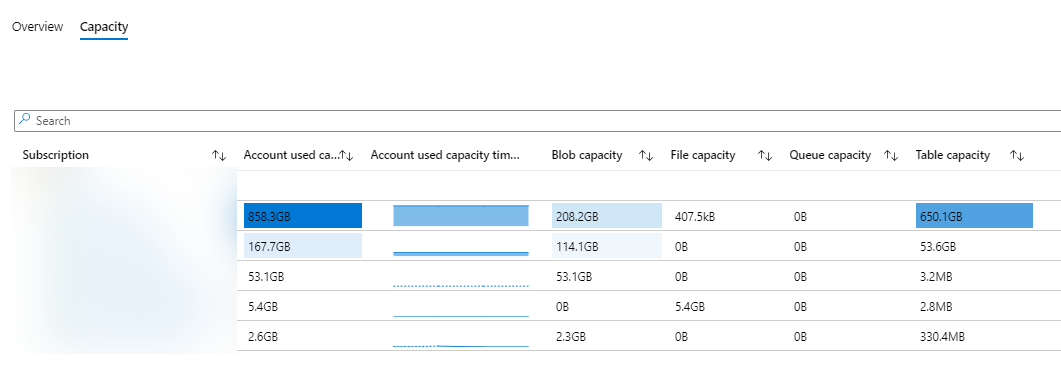 Overview Capacity
Search
Subscription Account used ca... Account used capacity tim... Blob capacity File capacity Queue capacity Table capacity
858.3GB 208.2GB 407.5kB 0B 650.1GB
167.7GB 114.1GB 0B 0B 53.6GB
53.1GB 53.1GB 0B 0B 3.2MB
5.4GB 0B 5.4GB 0B 2.8MB
2.6GB 2.3GB 0B 0B 330.4MB